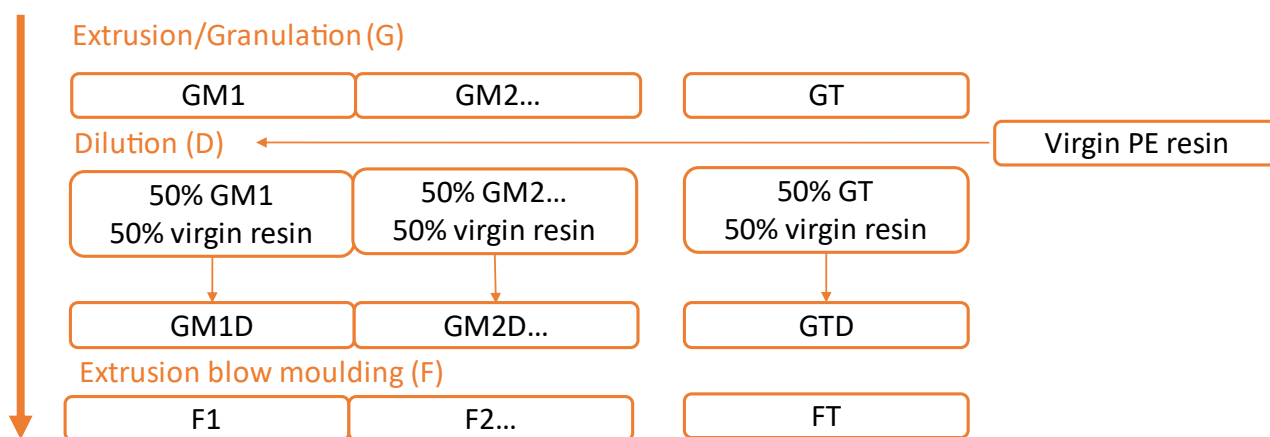 Extrusion/Granulation (G)
GM1
GM2...
GT
Dilution (D)
Virgin PE resin
50% GM1
50% virgin resin
50% GM2...
50% virgin resin
50% GT
50% virgin resin
GM1D
GM2D...
GTD
Extrusion blow moulding (F)
F1
F2...
FT